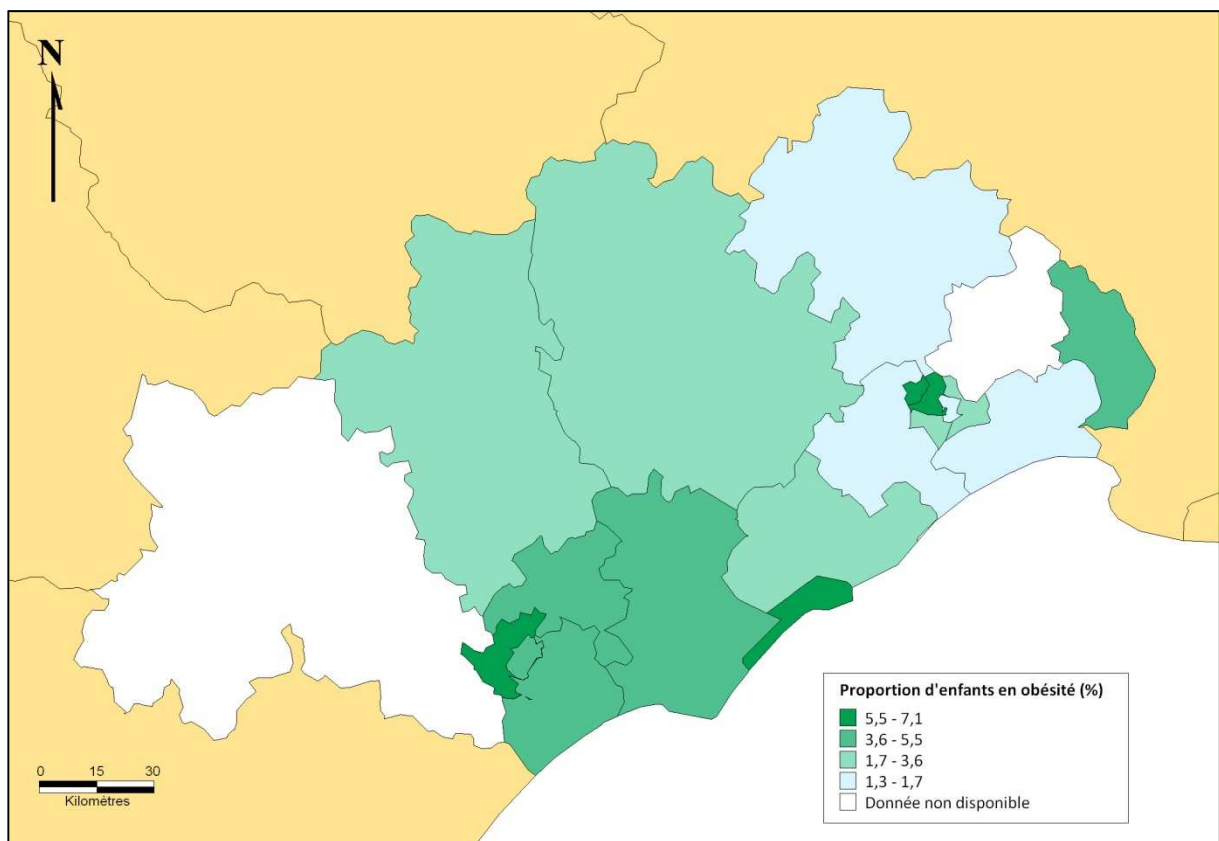 N
Proportion d'enfants en obésité (%)
5,5 - 7,1
3,6 - 5,5
1,7 - 3,6
1,3 - 1,7
Donnée non disponible
0 15 30
Kilométres